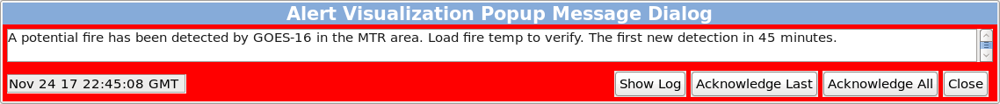 Alert Visualization Popup Message Dialog
A potential fire has been detected by GOES-16 in the MTR area. Load fire temp to verify. The first new detection in 45 minutes.
Nov 24 17 22:45:08 GMT Show Log Acknowledge Last Acknowledge All Close